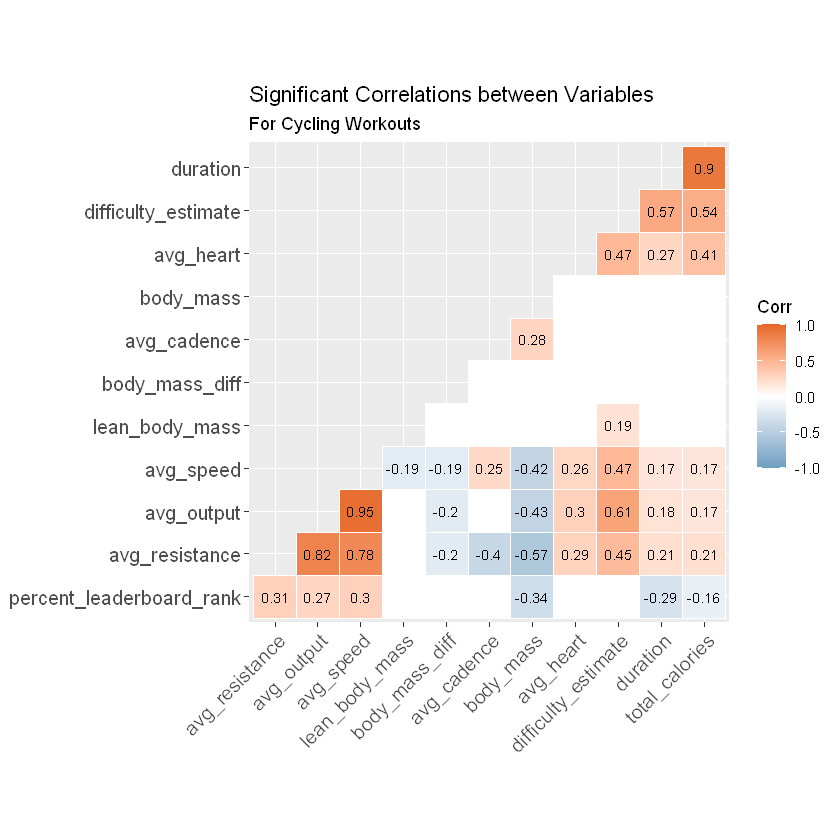 Significant Correlations between Variables
For Cycling Workouts
duration 0.9
difficulty_estimate 0.57 0.54
avg_heart 0.47 0.27 0.41
body_mass
avg_cadence 0.28
body_mass_diff
lean_body_mass 0.19
avg_speed -0.19 -0.19 0.25 -0.42 0.26 0.47 0.17 0.17
avg_output 0.95 -0.2 -0.43 0.3 0.61 0.18 0.17
avg_resistance 0.82 0.78 -0.2 -0.4 -0.57 0.29 0.45 0.21 0.21
percent_leaderboard_rank 0.31 0.27 0.3 -0.34 -0.29 -0.16
avg_resistance
avg_output
avg_speed
lean_body_mass
body_mass_diff
avg_cadence
body_mass
avg_heart
difficulty_estimate
duration
total_calories
Corr
1.0
0.5
0.0
-0.5
-1.0